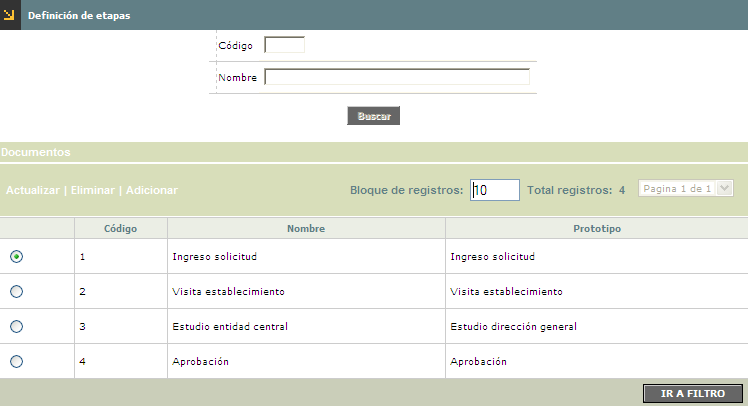 Definición de etapas
Código
Nombre
Buscar
Documentos
Actualizar | Eliminar | Adicionar Bloque de registros: 10 Total registros: 4 Pagina 1 de 1
Código Nombre Prototipo
1 Ingreso solicitud Ingreso solicitud
2 Visita establecimiento Visita establecimiento
3 Estudio entidad central Estudio dirección general
4 Aprobación Aprobación
IR A FILTRO